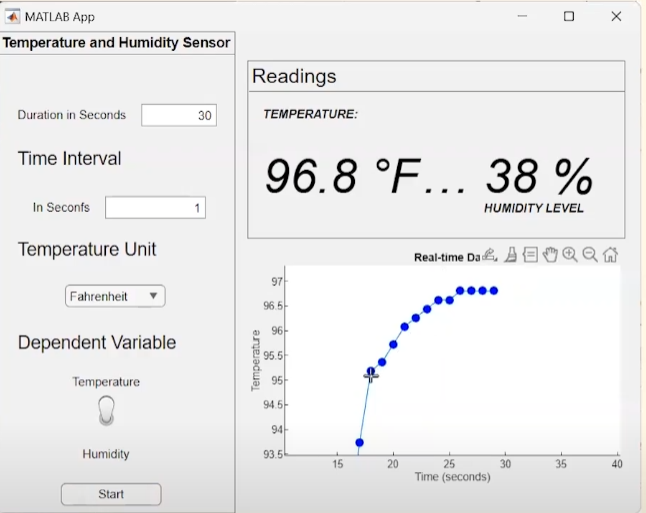 MATLAB App
Temperature and Humidity Sensor
Duration in Seconds 30
Time Interval
In Seconfs 1
Temperature Unit
Fahrenheit
Dependent Variable
Temperature
Humidity
Start
Readings
TEMPERATURE:
96.8 °F... 38 %
HUMIDITY LEVEL
Real-time Da
97
96.5
96
95.5
95
94.5
94
93.5
Temperature
15 20 25 30 35 40
Time (seconds)